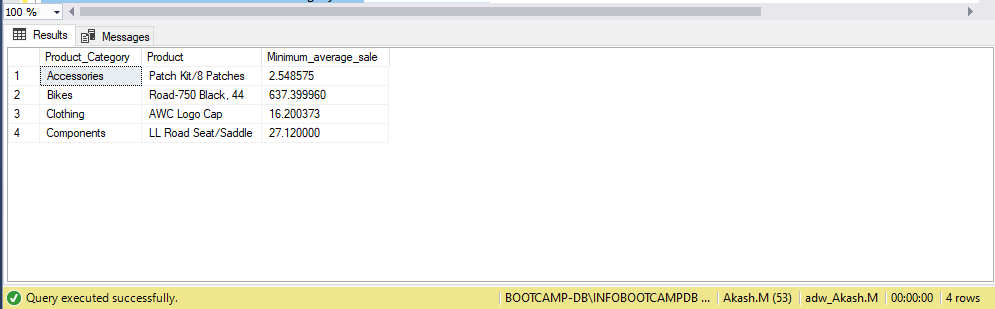 100 %
Results Messages
Product_Category Product Minimum_average_sale
1 Accessories Patch Kit/8 Patches 2.548575
2 Bikes Road-750 Black, 44 637.399960
3 Clothing AWC Logo Cap 16.200373
4 Components LL Road Seat/Saddle 27.120000
Query executed successfully. BOOTCAMP-DB\INFOBOOTCAMPDB ... Akash.M (53) adw_Akash.M 00:00:00 4 rows